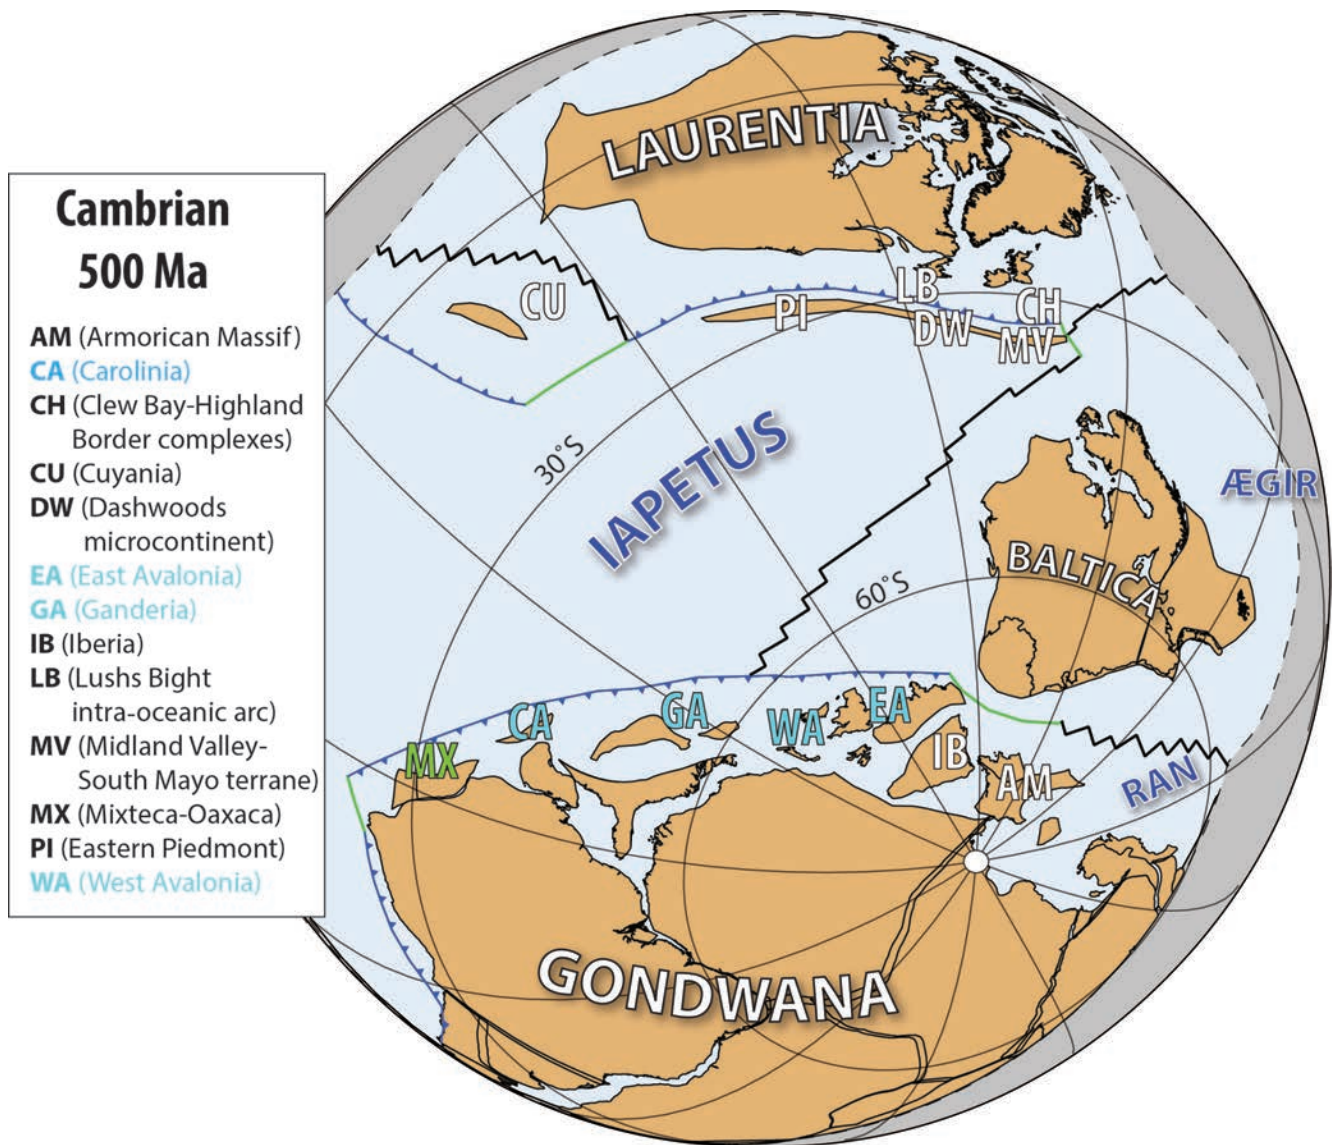 Cambrian
500 Ma
AM (Armorican Massif)
CA (Carolinia)
CH (Clew Bay-Highland
Border complexes)
CU (Cuyania)
DW (Dashwoods
microcontinent)
EA (East Avalonia)
GA (Ganderia)
IB (Iberia)
LB (Lushs Bight
intra-oceanic arc)
MV (Midland Valley-
South Mayo terrane)
MX (Mixteca-Oaxaca)
PI (Eastern Piedmont)
WA (West Avalonia)
LAURENTIA
CU
PI
LB
DW
CH
MV
30°S
IAPETUS
ÆGIR
BALTICA
60°S
CA
GA
WA
EA
MX
IB
AM
RAN
GONDWANA